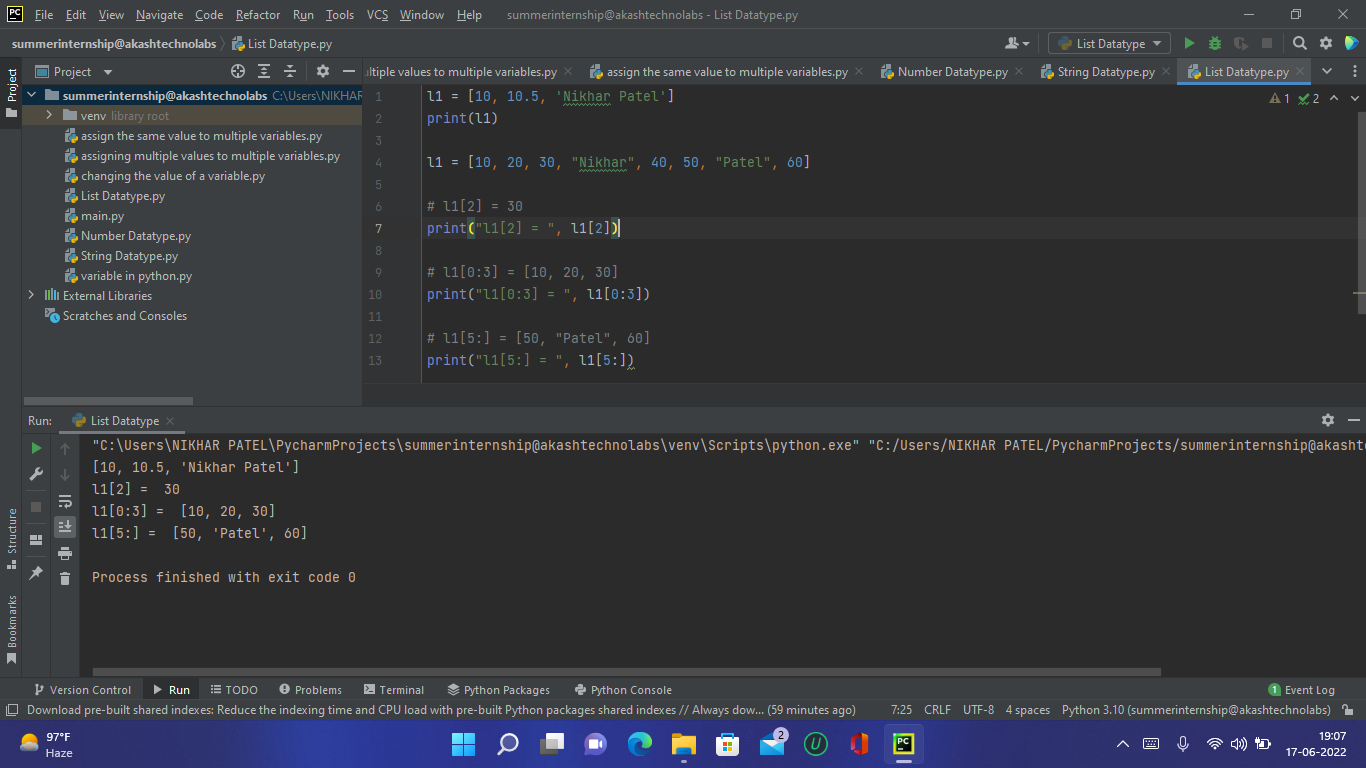 PC File Edit View Navigate Code Refactor Run Tools VCS Window Help summerinternship@akashtechnolabs - List Datatype.py
summerinternship@akashtechnolabs List Datatype.py List Datatype
Project
Project
ltiple values to multiple variables.py assign the same value to multiple variables.py Number Datatype.py String Datatype.py List Datatype.py
summerinternship@akashtechnolabs C:\Users\NIKHAR
venv library root
assign the same value to multiple variables.py
assigning multiple values to multiple variables.py
changing the value of a variable.py
List Datatype.py
main.py
Number Datatype.py
String Datatype.py
variable in python.py
External Libraries
Scratches and Consoles
1 l1 = [10, 10.5, 'Nikhar Patel']
1 2
2 print(l1)
3
4 l1 = [10, 20, 30, "Nikhar", 40, 50, "Patel", 60]
5
6 # l1[2] = 30
7 print("l1[2] = ", l1[2])
8
9 # l1[0:3] = [10, 20, 30]
10 print("l1[0:3] = ", l1[0:3])
11
12 # l1[5:] = [50, "Patel", 60]
13 print("l1[5:] = ", l1[5:])
Run: List Datatype
"C:\Users\NIKHAR PATEL\PycharmProjects\summerinternship@akashtechnolabs\venv\Scripts\python.exe" "C:/Users/NIKHAR PATEL/PycharmProjects/summerinternship@akasht
[10, 10.5, 'Nikhar Patel']
l1[2] =  30
l1[0:3] =  [10, 20, 30]
l1[5:] =  [50, 'Patel', 60]
Process finished with exit code 0
Structure
Bookmarks
Version Control Run TODO Problems Terminal Python Packages Python Console 1 Event Log
Download pre-built shared indexes: Reduce the indexing time and CPU load with pre-built Python packages shared indexes // Always dow... (59 minutes ago) 7:25 CRLF UTF-8 4 spaces Python 3.10 (summerinternship@akashtechnolabs)
97°F
Haze
2
U
PC
19:07
17-06-2022